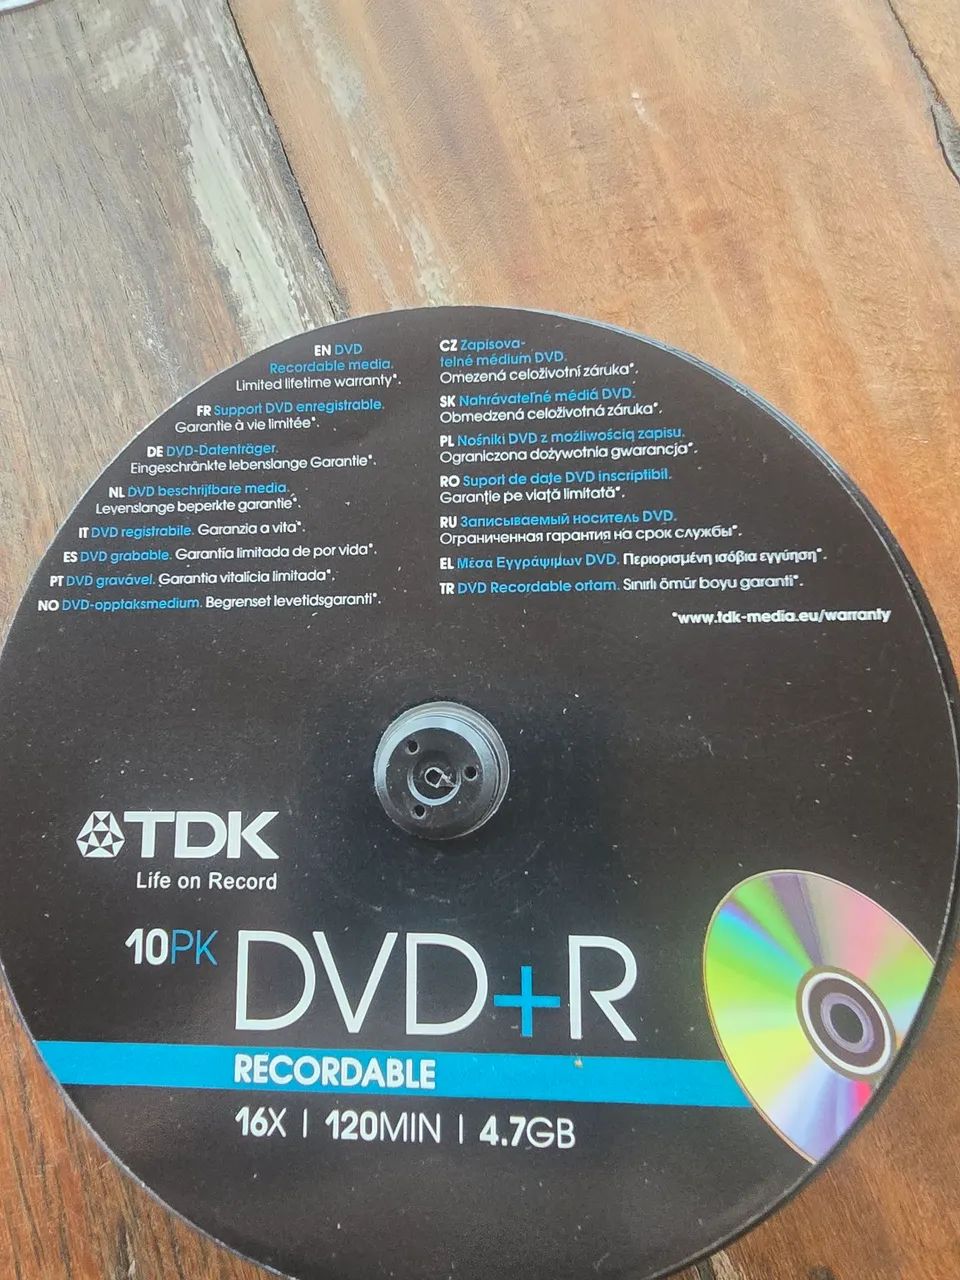 EN DVD
Recordable media.
Limited lifetime warranty*.
FR Support DVD enregistrable.
Garantie à vie limitée*.
DE DVD-Datenträger.
Eingeschränkte lebenslange Garantie*.
NL DVD beschrijfbare media.
Levenslange beperkte garantie*.
IT DVD registrabile. Garanzia a vita*.
ES DVD grabable. Garantía limitada de por vida*.
PT DVD gravável. Garantia vitalícia limitada*.
NO DVD-opptaksmedium. Begrenset levetidsgaranti*.
CZ Zapisova-
telné médium DVD.
Omezená celoživotní záruka*.
SK Nahrávateľné médiá DVD.
Obmedzená celoživotná záruka*.
PL Nośniki DVD z możliwością zapisu.
Ograniczona dożywotnia gwarancja*.
RO Suport de date DVD inscriptibil.
Garanție pe viață limitată*.
RU Записываемый носитель DVD.
Ограниченная гарантия на срок службы*.
EL Μέσα Εγγράψιμων DVD. Περιορισμένη ισόβια εγγύηση*.
TR DVD Recordable ortam. Sınırlı ömür boyu garanti*.
*www.tdk-media.eu/warranty
TDK
Life on Record
10PK DVD+R
RECORDABLE
16X | 120MIN | 4.7GB